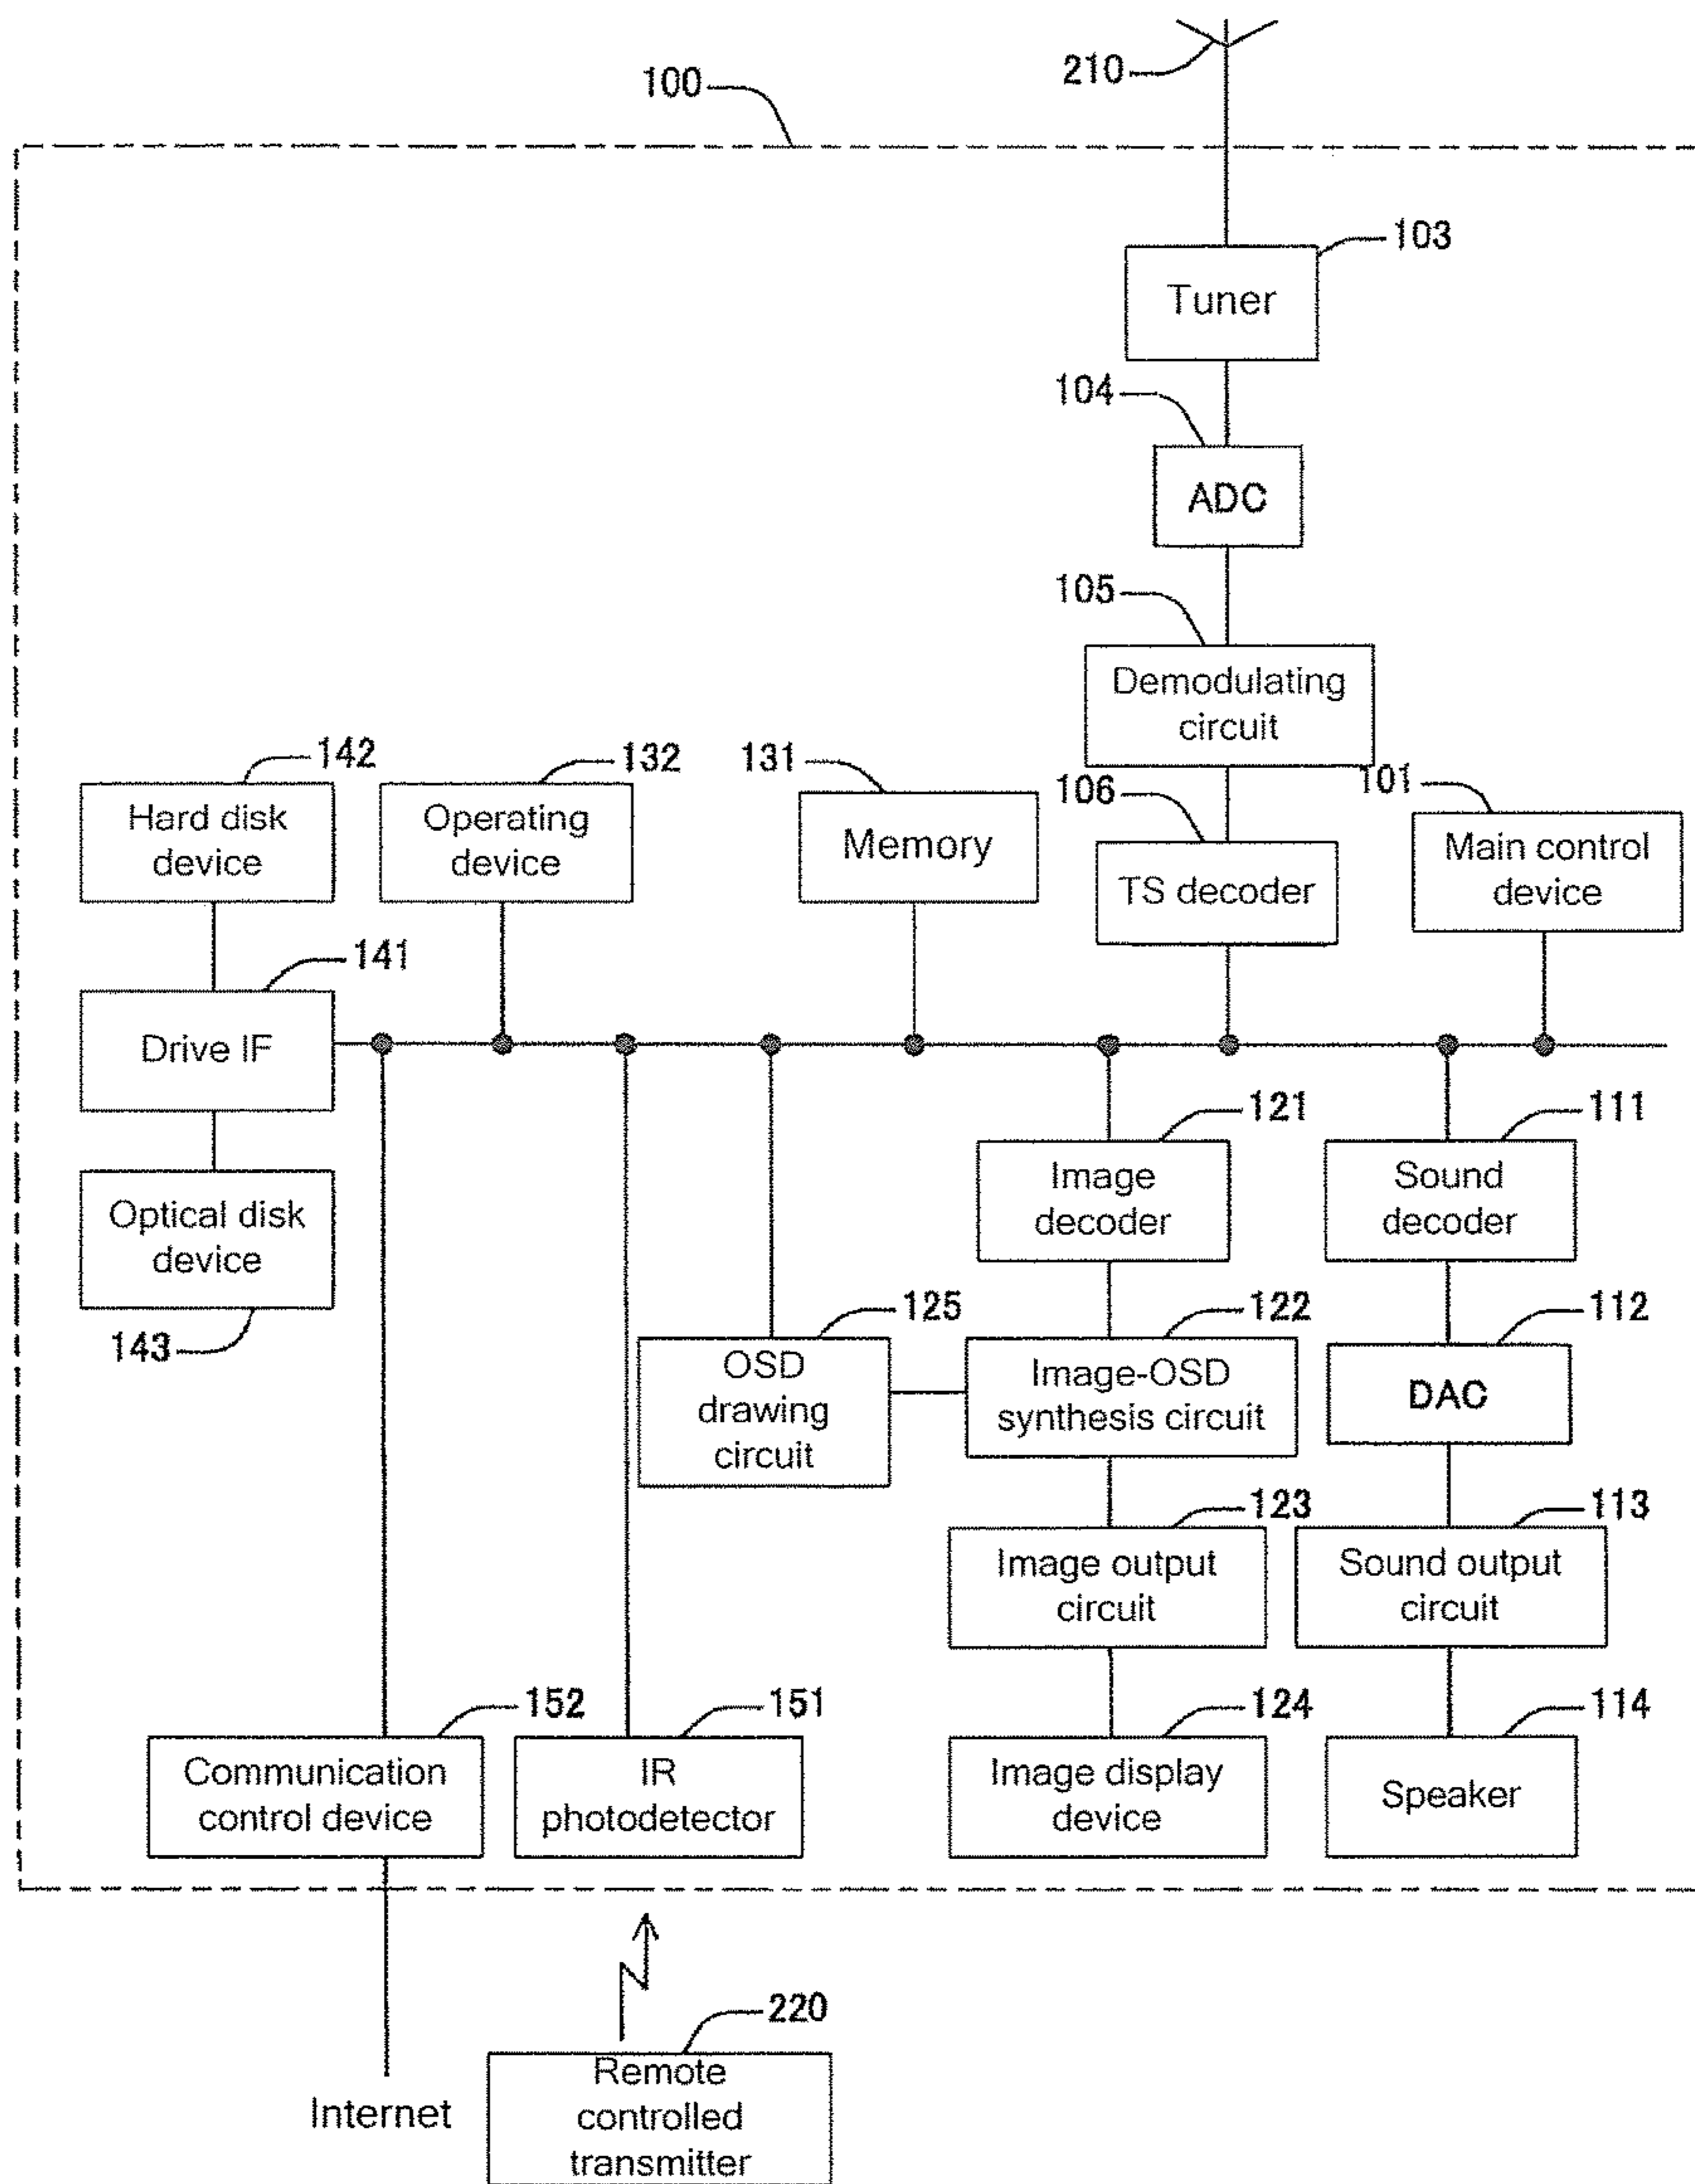 210
100
103
Tuner
104
ADC
105
Demodulating
circuit
142
132
131
106
101
Hard disk
device
Operating
device
Memory
TS decoder
Main control
device
141
Drive IF
121
111
Optical disk
device
Image
decoder
Sound
decoder
143
125
122
112
OSD
drawing
circuit
Image-OSD
synthesis circuit
DAC
123
113
Image output
circuit
Sound output
circuit
152
151
124
114
Communication
control device
IR
photodetector
Image display
device
Speaker
220
Internet
Remote
controlled
transmitter